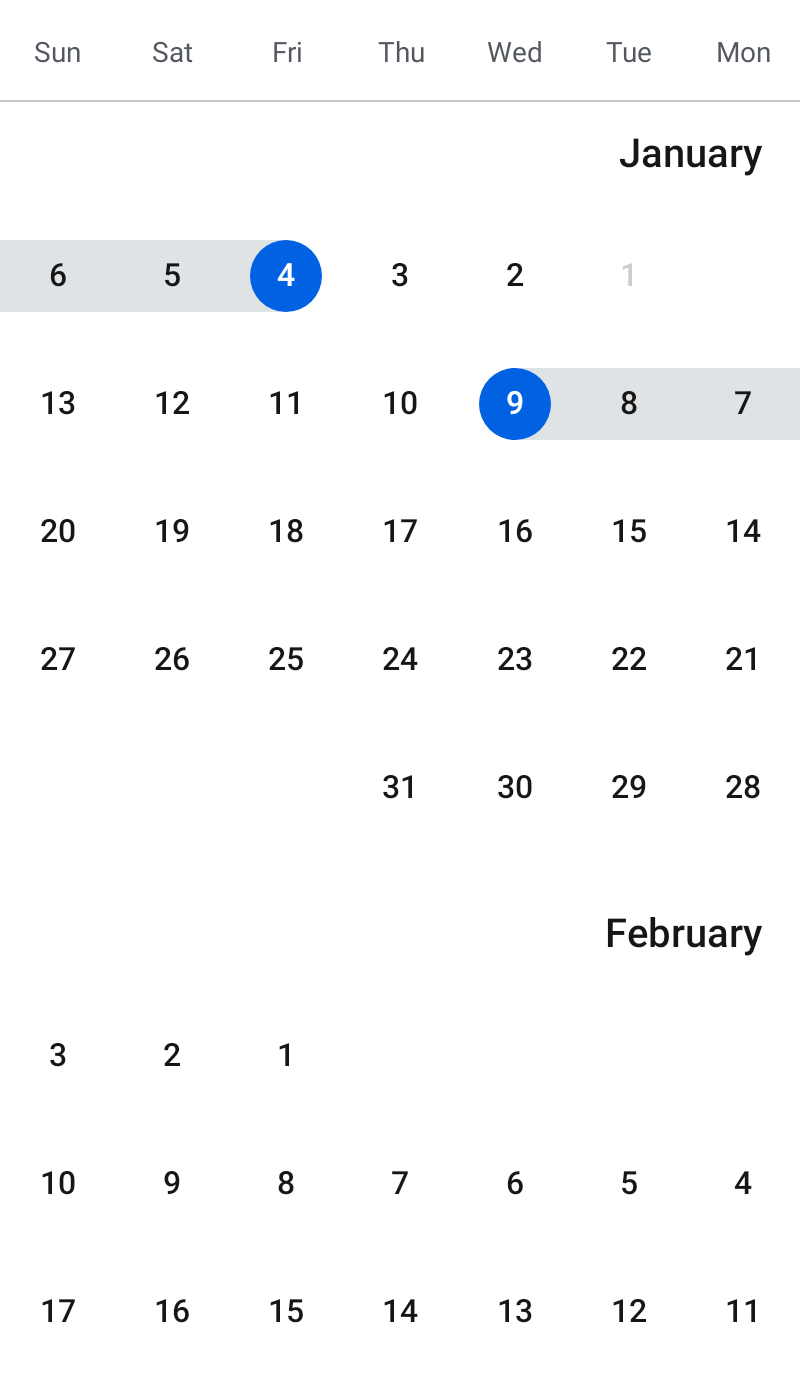 Sun Sat Fri Thu Wed Tue Mon
January
6 5 4 3 2 1
13 12 11 10 9 8 7
20 19 18 17 16 15 14
27 26 25 24 23 22 21
31 30 29 28
February
3 2 1
10 9 8 7 6 5 4
17 16 15 14 13 12 11